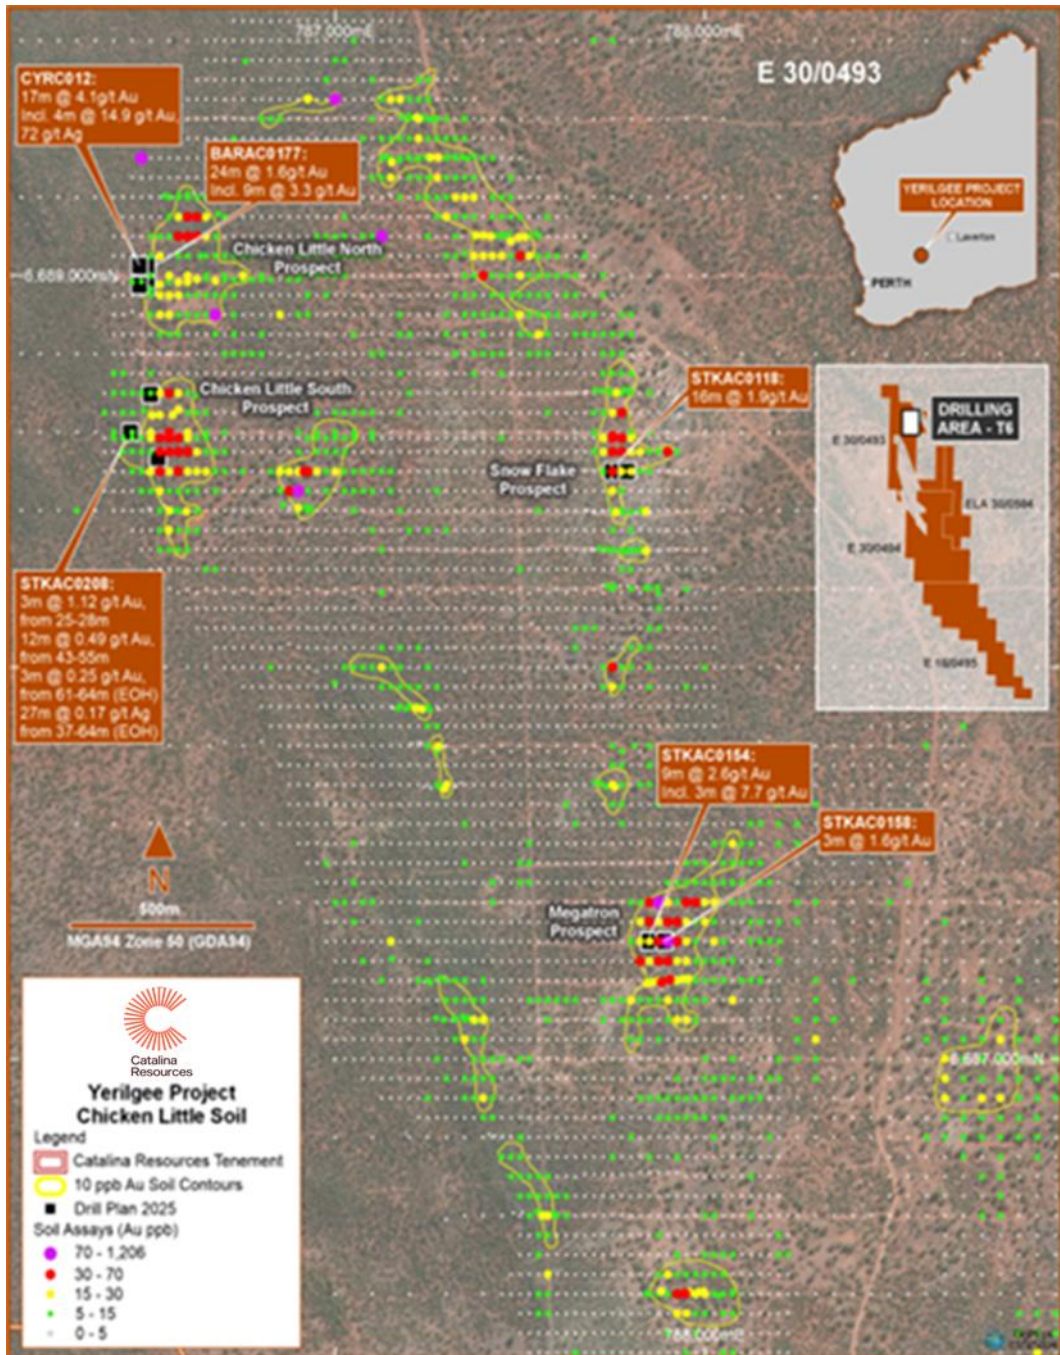 787,000mE
788,000mE
E 30/0493
CYRC012:
17m @ 4.1g/t Au
Incl. 4m @ 14.9 g/t Au,
72 g/t Ag
BARAC0177:
24m @ 1.6g/t Au
Incl. 9m @ 3.3 g/t Au
YERILGEE PROJECT
LOCATION
Laverton
PERTH
Chicken Little North
Prospect
6,689,000mN
Chicken Little South
Prospect
STKAC0118:
16m @ 1.9g/t Au
Snow Flake
Prospect
DRILLING
AREA - T6
E 30/0493
ELA 30/0584
E 30/0494
E 16/0495
STKAC0208:
3m @ 1.12 g/t Au,
from 25-28m
12m @ 0.49 g/t Au,
from 43-55m
3m @ 0.25 g/t Au,
from 61-64m (EOH)
27m @ 0.17 g/t Ag
from 37-64m (EOH)
STKAC0154:
9m @ 2.6g/t Au
Incl. 3m @ 7.7 g/t Au
STKAC0158:
3m @ 1.6g/t Au
N
500m
MGA94 Zone 50 (GDA94)
Megatron
Prospect
6,687,000mN
Catalina
Resources
Yerilgee Project
Chicken Little Soil
Legend
Catalina Resources Tenement
10 ppb Au Soil Contours
Drill Plan 2025
Soil Assays (Au ppb)
70 - 1,206
30 - 70
15 - 30
5 - 15
0 - 5
788,000mE